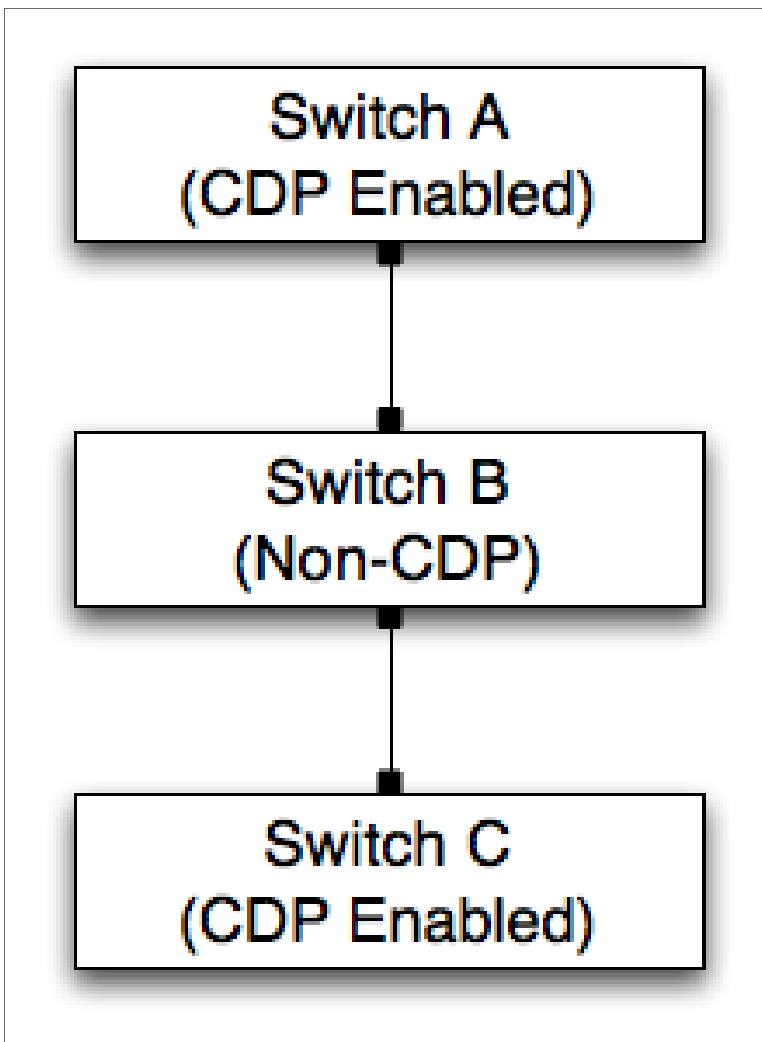 Switch A
(CDP Enabled)
Switch B
(Non-CDP)
Switch C
(CDP Enabled)